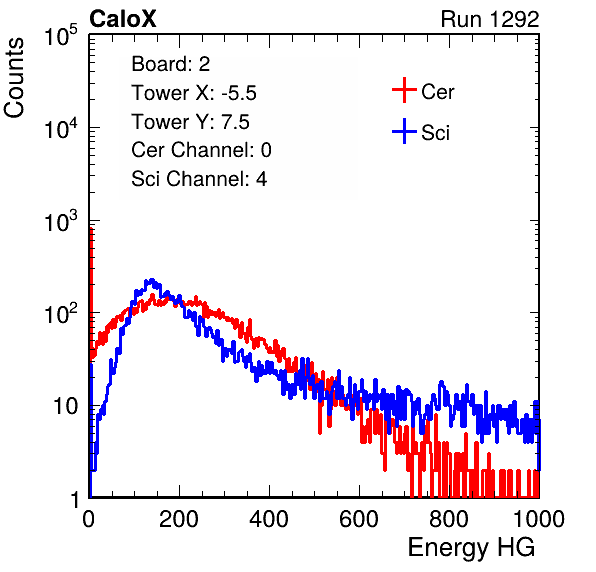 CaloX Run 1292
Counts
10^5
10^4
10^3
10^2
10
1
Board: 2
Tower X: -5.5
Tower Y: 7.5
Cer Channel: 0
Sci Channel: 4
Cer
Sci
0 200 400 600 800 1000
Energy HG